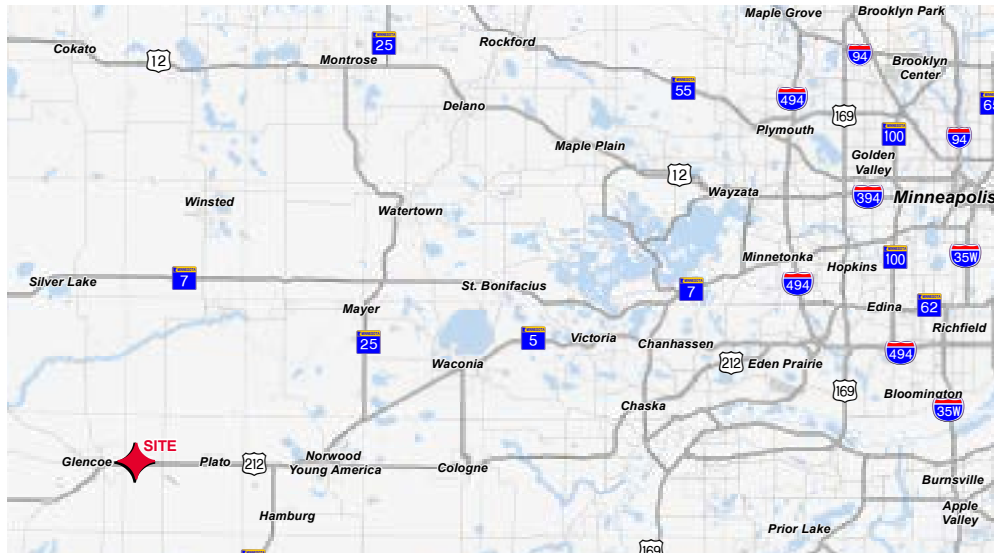 Maple Grove
Brooklyn Park
25
Rockford
Cokato
12
94
Montrose
Brooklyn
Center
55
494
Delano
169
Plymouth
100
94
Maple Plain
Golden
Valley
12
Wayzata
394
Minneapolis
Winsted
Watertown
Minnetonka
100
35W
Hopkins
7
494
Silver Lake
St. Bonifacius
7
Mayer
Edina
62
Richfield
25
5
Victoria
Chanhassen
494
Waconia
212
Eden Prairie
169
Bloomington
35W
Chaska
SITE
Glencoe
Plato
212
Norwood
Young America
Cologne
Burnsville
Hamburg
Apple
Valley
Prior Lake
169